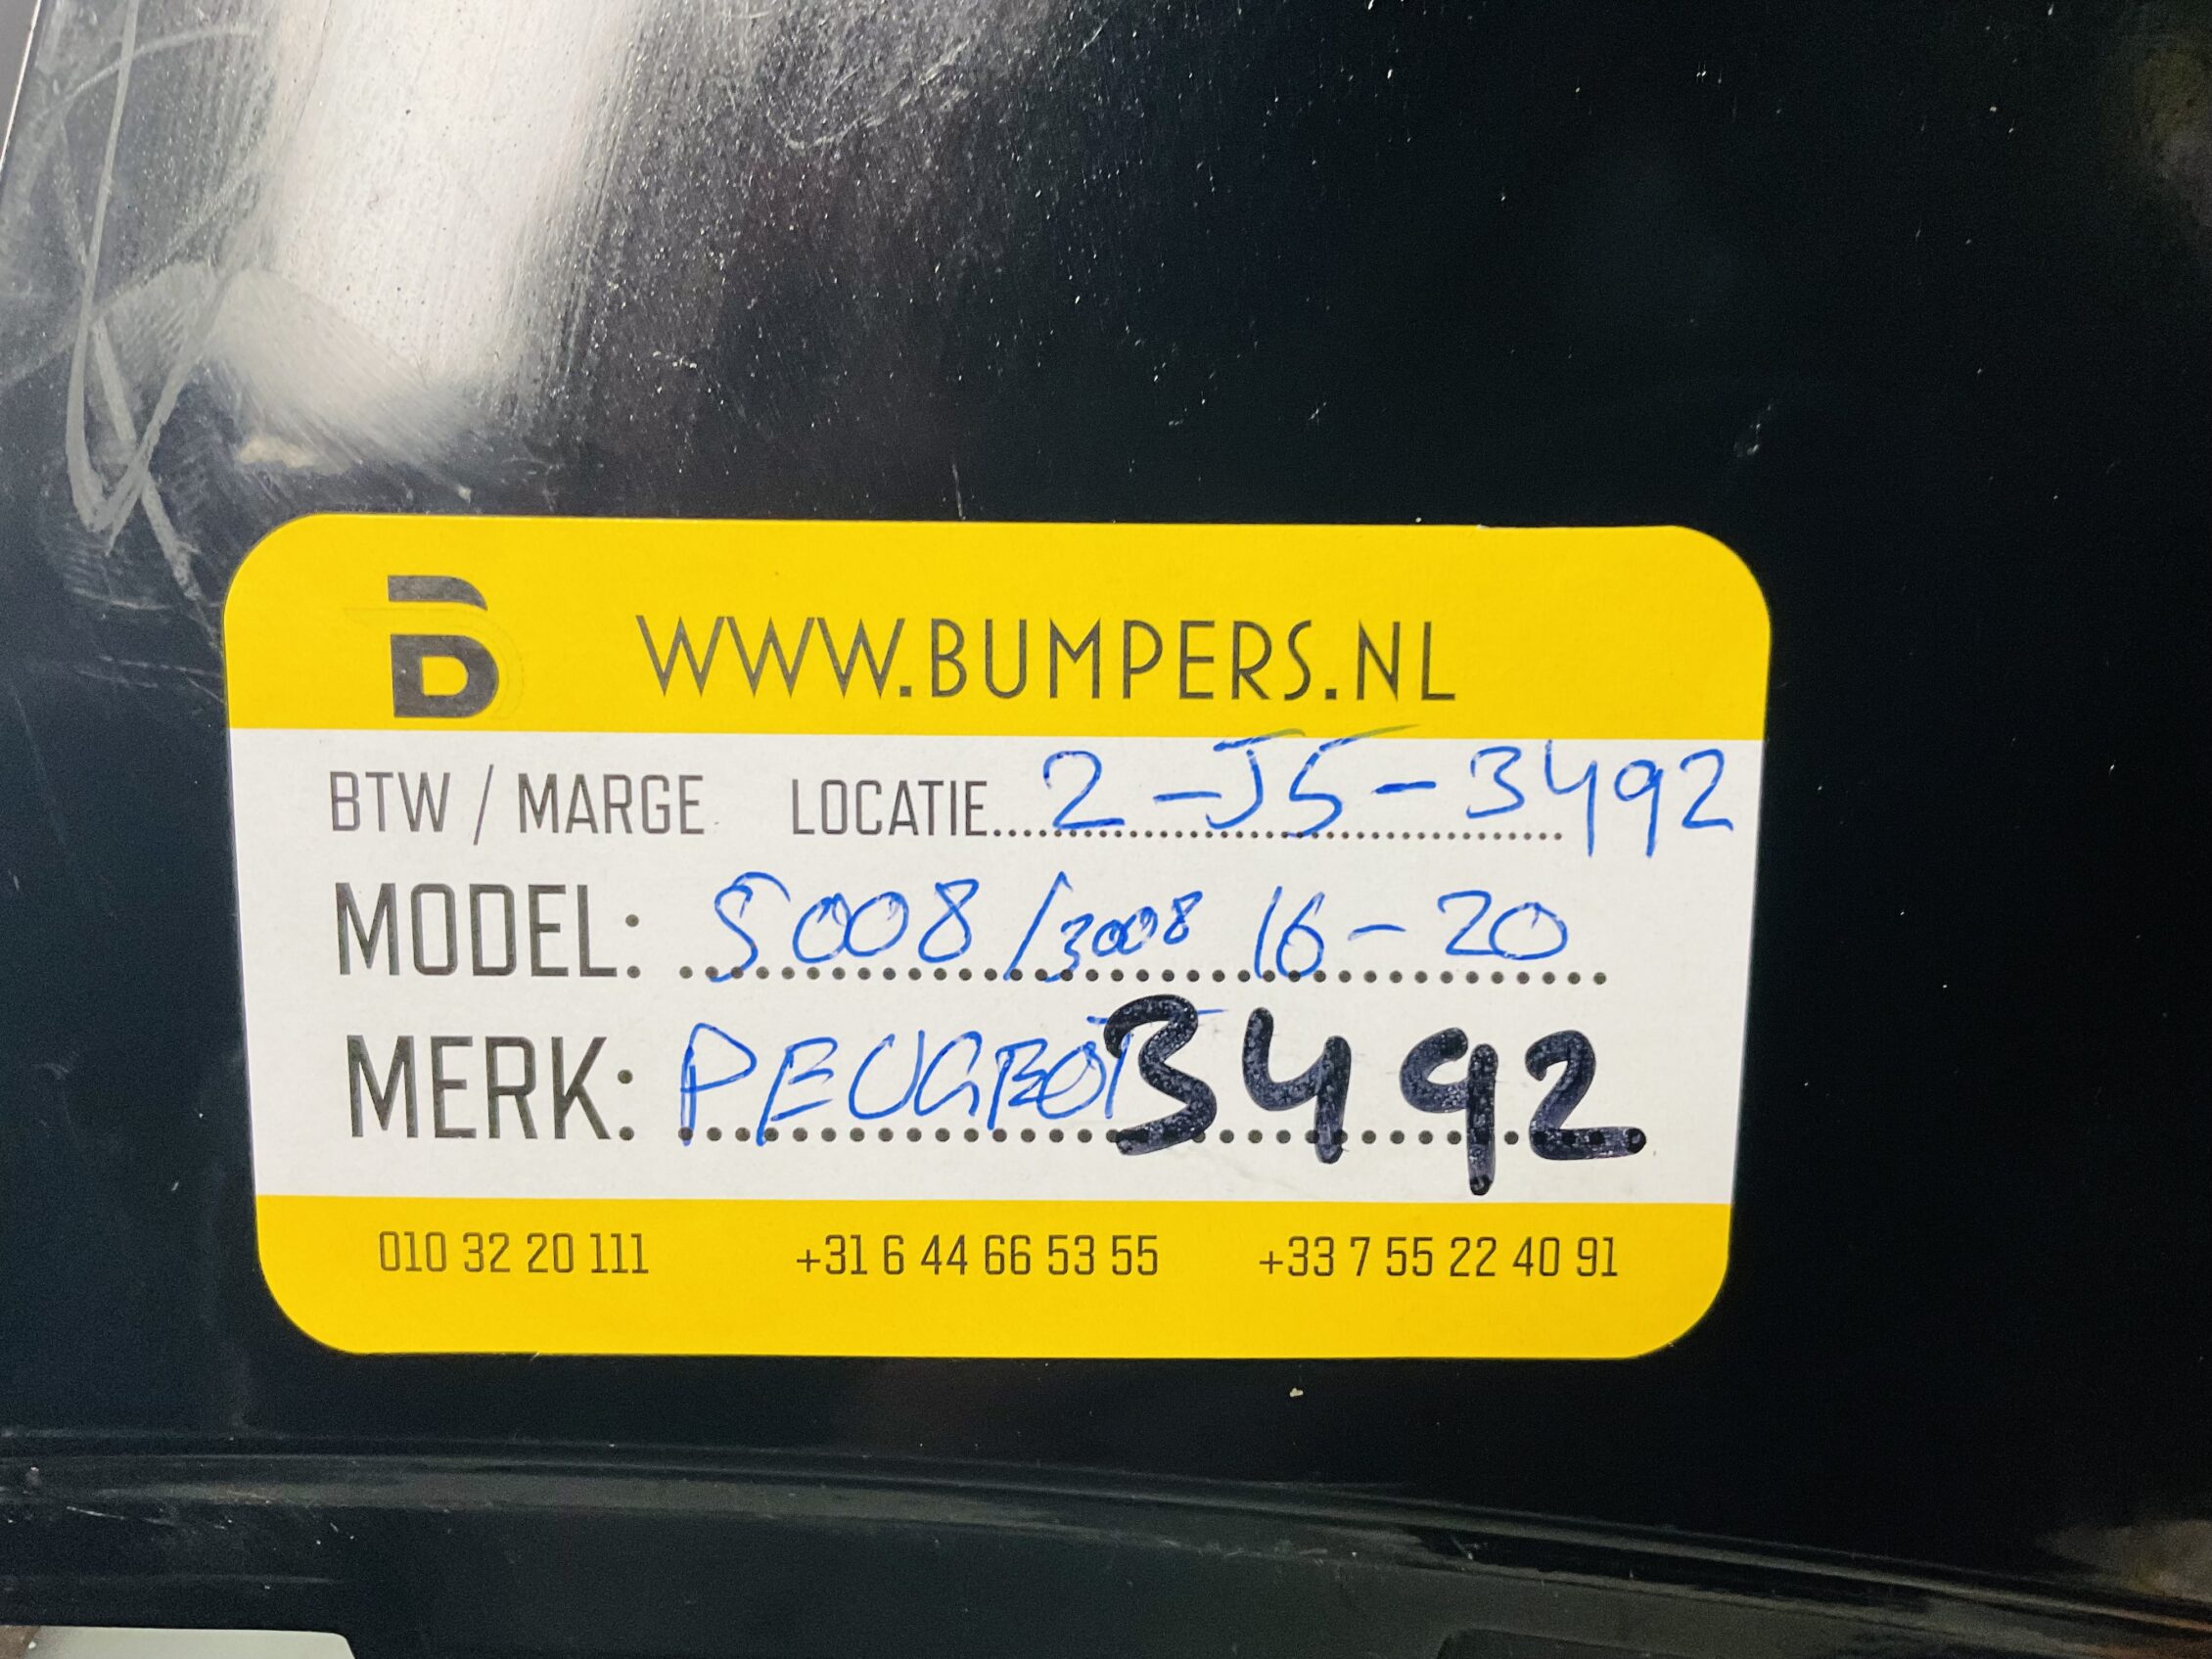 B WWW.BUMPERS.NL
BTW / MARGE LOCATIE 2-J5-3492
MODEL: 5008/3008 16-20
MERK: PEUGEOT 3492
010 32 20 111 +31 6 44 66 53 55 +33 7 55 22 40 91